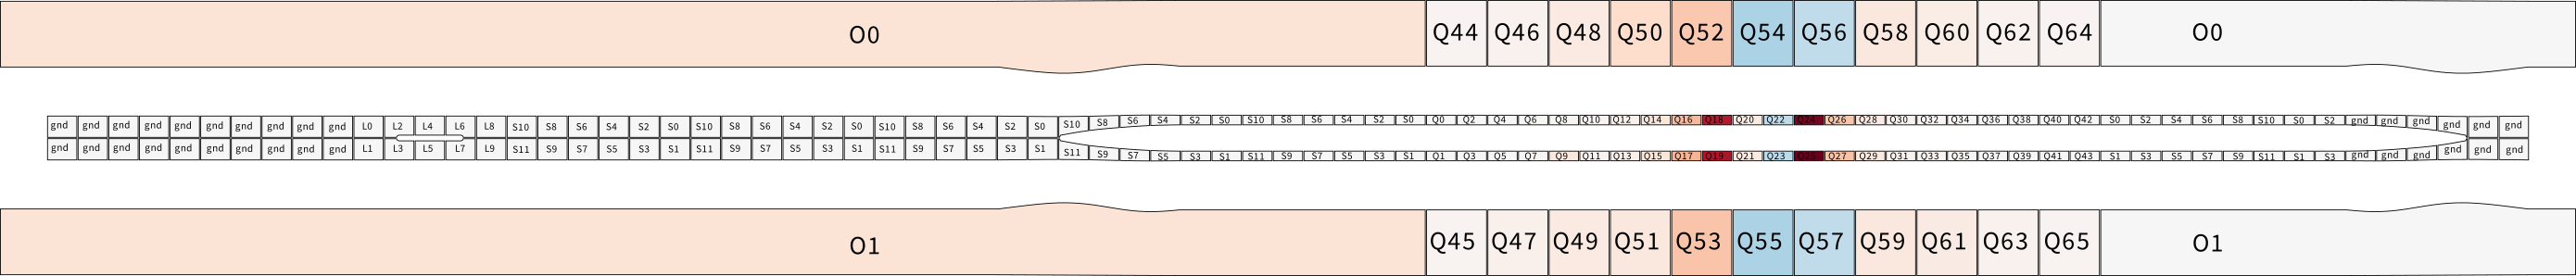 O0 Q44 Q46 Q48 Q50 Q52 Q54 Q56 Q58 Q60 Q62 Q64 O0
gnd gnd gnd gnd gnd gnd gnd gnd gnd gnd L0 L2 L4 L6 L8 S10 S8 S6 S4 S2 S0 S10 S8 S6 S4 S2 S0 S10 S8 S6 S4 S2 S0 S10 S8 S6 S4 S2 S0 S10 S8 S6 S4 S2 S0 Q0 Q2 Q4 Q6 Q8 Q10 Q12 Q14 Q16 Q18 Q20 Q22 Q24 Q26 Q28 Q30 Q32 Q34 Q36 Q38 Q40 Q42 S0 S2 S4 S6 S8 S10 S0 S2 gnd gnd gnd gnd gnd gnd
gnd gnd gnd gnd gnd gnd gnd gnd gnd gnd L1 L3 L5 L7 L9 S11 S9 S7 S5 S3 S1 S11 S9 S7 S5 S3 S1 S11 S9 S7 S5 S3 S1 S11 S9 S7 S5 S3 S1 S11 S9 S7 S5 S3 S1 Q1 Q3 Q5 Q7 Q9 Q11 Q13 Q15 Q17 Q19 Q21 Q23 Q25 Q27 Q29 Q31 Q33 Q35 Q37 Q39 Q41 Q43 S1 S3 S5 S7 S9 S11 S1 S3 gnd gnd gnd gnd gnd gnd
O1 Q45 Q47 Q49 Q51 Q53 Q55 Q57 Q59 Q61 Q63 Q65 O1